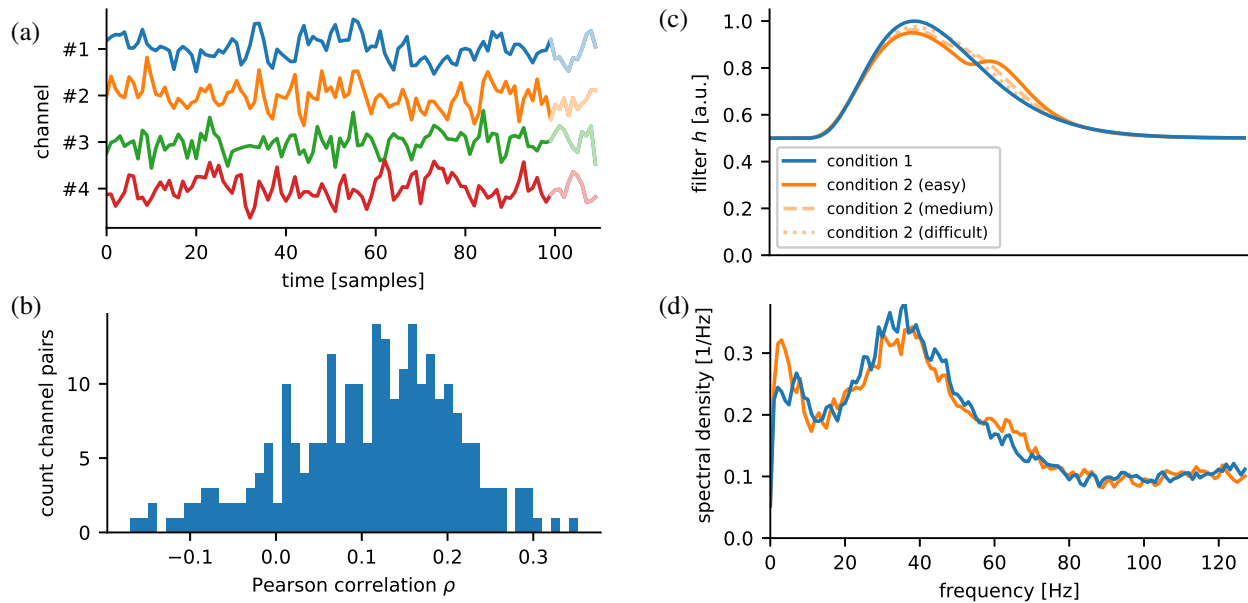 (a)
channel
#1
#2
#3
#4
0 20 40 60 80 100
time [samples]
(b)
count channel pairs
10
5
0
−0.1 0.0 0.1 0.2 0.3
Pearson correlation ρ
(c)
filter h [a.u.]
1.0
0.8
0.6
0.4
0.2
0.0
condition 1
condition 2 (easy)
condition 2 (medium)
condition 2 (difficult)
(d)
spectral density [1/Hz]
0.3
0.2
0.1
0.0
0 20 40 60 80 100 120
frequency [Hz]